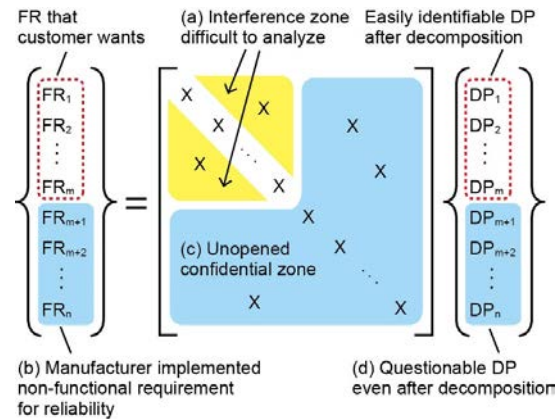 FR that
customer wants
(a) Interference zone
difficult to analyze
Easily identifiable DP
after decomposition
FR₁
FR₂
⋮
FRₘ
FRₘ₊₁
FRₘ₊₂
⋮
FRₙ
=
X
X
X
X
⋱
X
X
X
X
X
⋱
X
X
(c) Unopened
confidential zone
DP₁
DP₂
⋮
DPₘ
DPₘ₊₁
DPₘ₊₂
⋮
DPₙ
(b) Manufacturer implemented
non-functional requirement
for reliability
(d) Questionable DP
even after decomposition